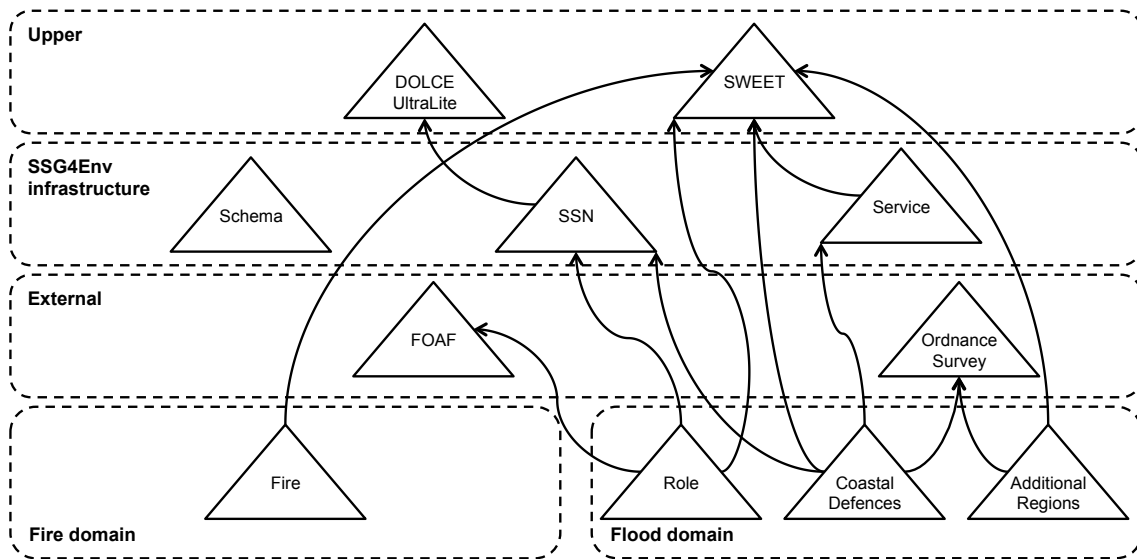 Upper
DOLCE
UltraLite
SWEET
SSG4Env
infrastructure
Schema
SSN
Service
External
FOAF
Ordnance
Survey
Fire
Role
Coastal
Defences
Additional
Regions
Fire domain
Flood domain